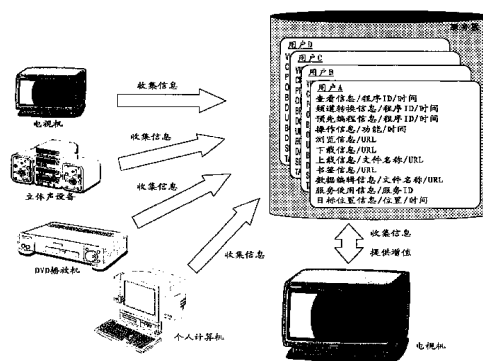 用户D
用户C
用户B
用户A
查看信息/程序ID/时间
频道转换信息/程序ID/时间
预先编程信息/程序ID/时间
操作信息/功能/时间
浏览信息/URL
下载信息/URL
上载信息/文件名称/URL
书签信息/URL
数据编辑信息/文件名称/URL
服务使用信息/服务ID
目标位置信息/位置/时间
收集信息
电视机
收集信息
立体声设备
收集信息
DVD播放机
收集信息
个人计算机
收集信息
提供增值
电视机